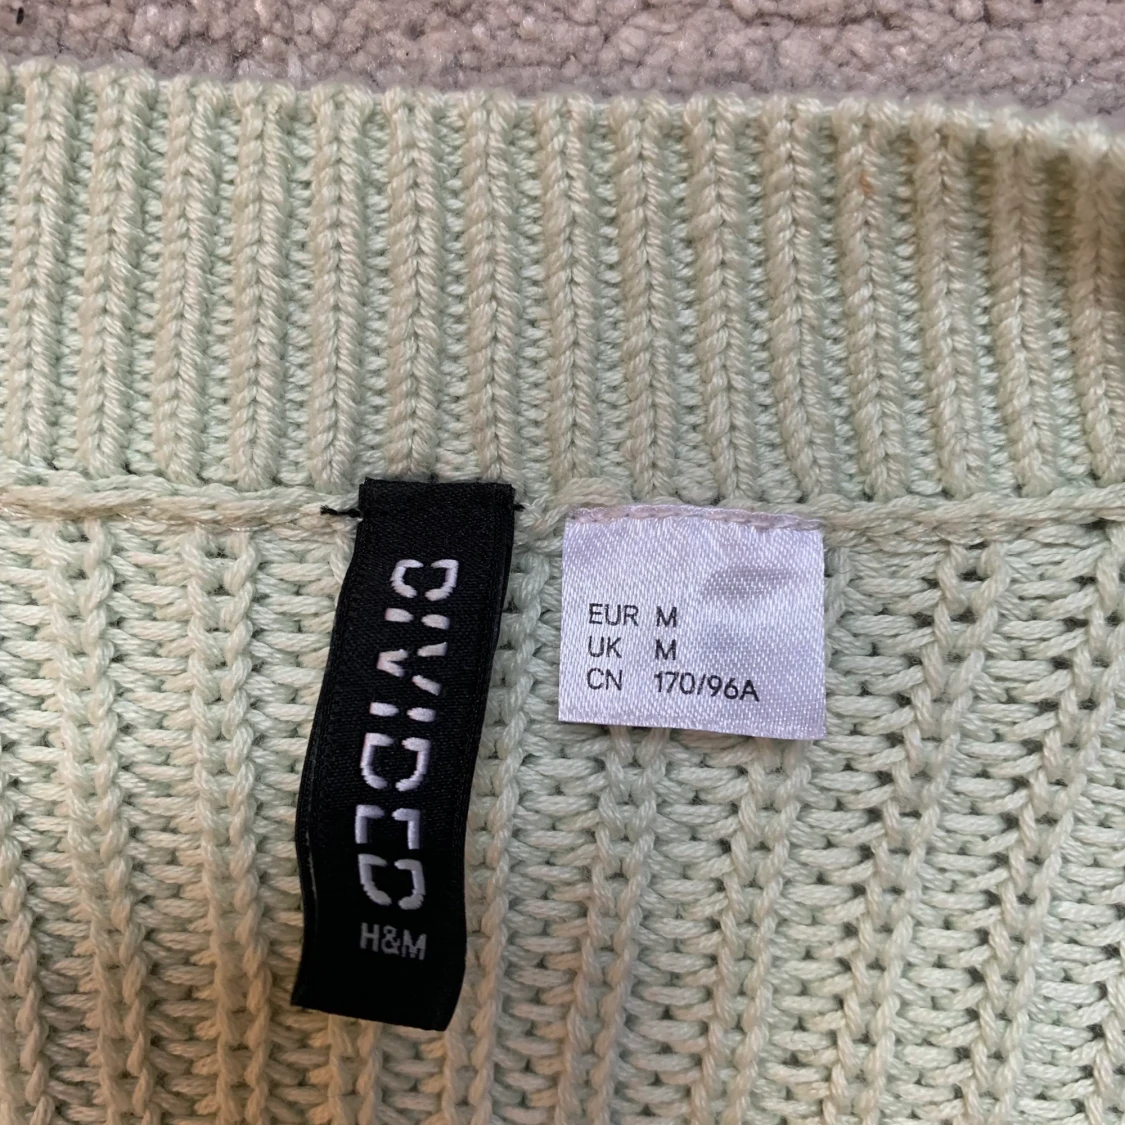 DIVIDED
H&M
EUR M
UK M
CN 170/96A